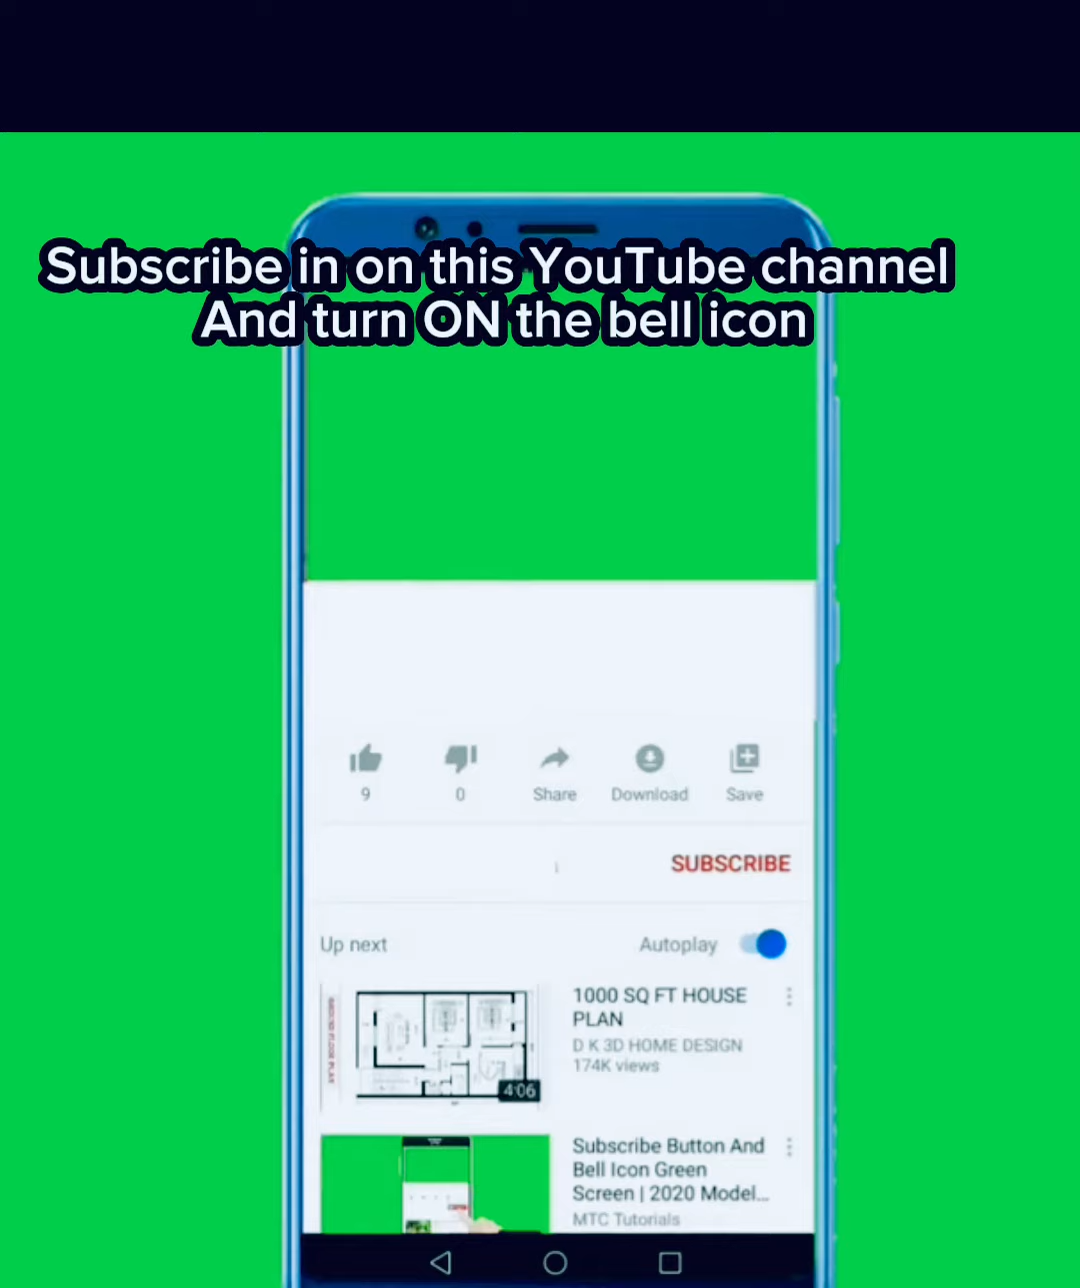 Subscribe in on this YouTube channel
And turn ON the bell icon
9
0
Share
Download
Save
SUBSCRIBE
Up next
Autoplay
1000 SQ FT HOUSE
PLAN
D K 3D HOME DESIGN
174K views
4:06
Subscribe Button And
Bell Icon Green
Screen | 2020 Model...
MTC Tutorials